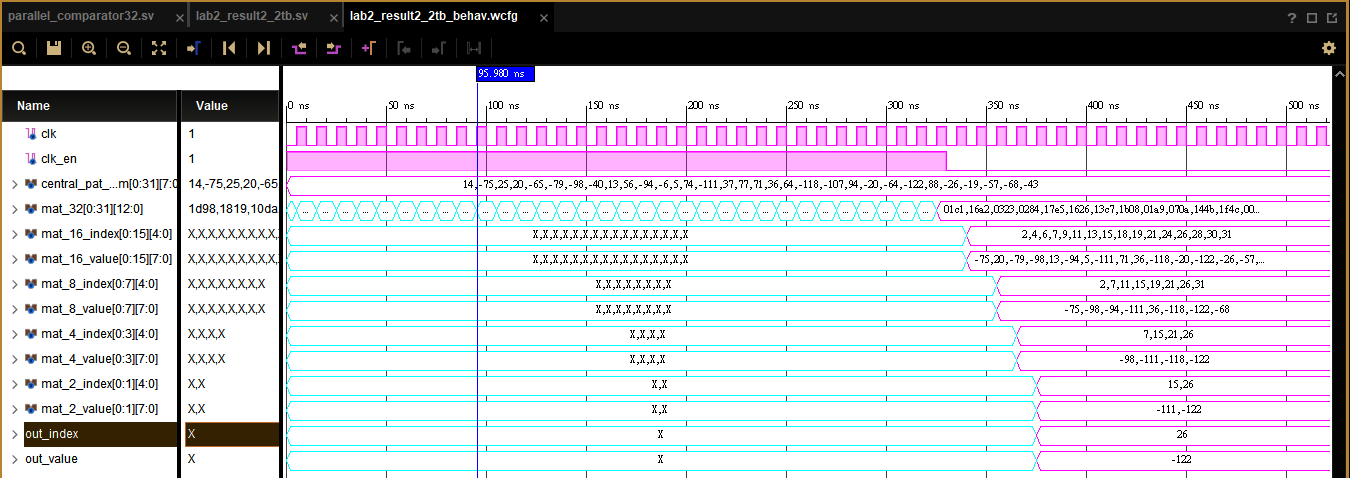 parallel_comparator32.sv × lab2_result2_2tb.sv × lab2_result2_2tb_behav.wcfg ×
95.980 ns
Name Value 0 ns 50 ns 100 ns 150 ns 200 ns 250 ns 300 ns 350 ns 400 ns 450 ns 500 ns
clk 1
clk_en 1
central_pat_...m[0:31][7:0 14,-75,25,20,-65 14,-75,25,20,-65,-79,-98,-40,13,56,-94,-6,5,74,-111,37,77,71,36,64,-118,107,94,-20,-64,-122,88,-26,-19,-57,-68,-43
mat_32[0:31][12:0] 1d98,1819,10da ... ... ... ... ... ... ... ... ... ... ... ... ... ... ... ... ... ... ... ... ... ... ... ... ... ... ... ... ... ... ... ... 01c1,16a2,0323,0284,17e5,1626,13c7,1b08,01a9,070a,144b,1f4c,00...
mat_16_index[0:15][4:0] X,X,X,X,X,X,X,X,X, X,X,X,X,X,X,X,X,X,X,X,X,X,X,X,X 2,4,6,7,9,11,13,15,18,19,21,24,26,28,30,31
mat_16_value[0:15][7:0] X,X,X,X,X,X,X,X,X, X,X,X,X,X,X,X,X,X,X,X,X,X,X,X,X -75,20,-79,-98,13,-94,5,-111,71,36,-118,-20,-122,-26,-57,...
mat_8_index[0:7][4:0] X,X,X,X,X,X,X,X X,X,X,X,X,X,X,X 2,7,11,15,19,21,26,31
mat_8_value[0:7][7:0] X,X,X,X,X,X,X,X X,X,X,X,X,X,X,X -75,-98,-94,-111,36,-118,-122,-68
mat_4_index[0:3][4:0] X,X,X,X X,X,X,X 7,15,21,26
mat_4_value[0:3][7:0] X,X,X,X X,X,X,X -98,-111,-118,-122
mat_2_index[0:1][4:0] X,X X,X 15,26
mat_2_value[0:1][7:0] X,X X,X -111,-122
out_index X X 26
out_value X X -122